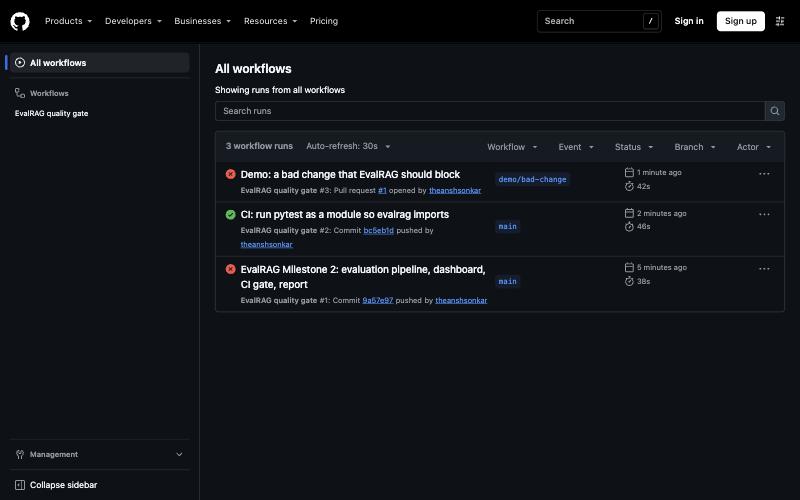 Products Developers Businesses Resources Pricing Search / Sign in Sign up
All workflows
Workflows
EvalRAG quality gate
Management
Collapse sidebar
All workflows
Showing runs from all workflows
Search runs
3 workflow runs Auto-refresh: 30s Workflow Event Status Branch Actor
Demo: a bad change that EvalRAG should block
EvalRAG quality gate #3: Pull request #1 opened by theanshsonkar
demo/bad-change
1 minute ago
42s
CI: run pytest as a module so evalrag imports
EvalRAG quality gate #2: Commit bc5eb1d pushed by
theanshsonkar
main
2 minutes ago
46s
EvalRAG Milestone 2: evaluation pipeline, dashboard,
CI gate, report
EvalRAG quality gate #1: Commit 9a57e97 pushed by theanshsonkar
main
5 minutes ago
38s